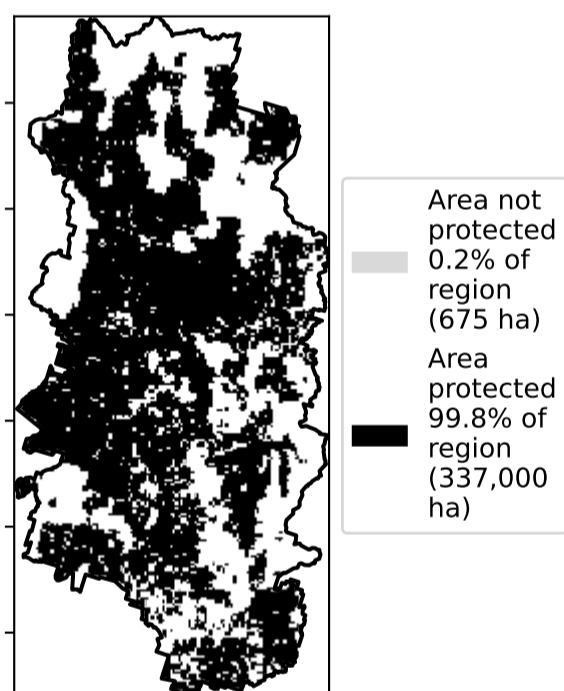 Area not
protected
0.2% of
region
(675 ha)
Area
protected
99.8% of
region
(337,000
ha)